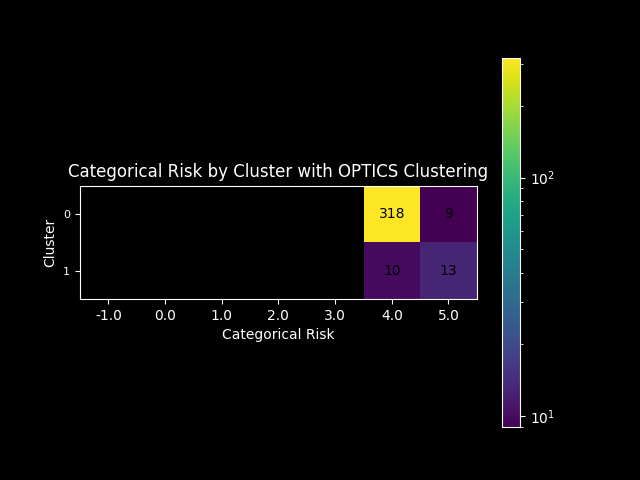 Categorical Risk by Cluster with OPTICS Clustering
Cluster
0
318
9
1
10
13
-1.0 0.0 1.0 2.0 3.0 4.0 5.0
Categorical Risk
10²
10¹